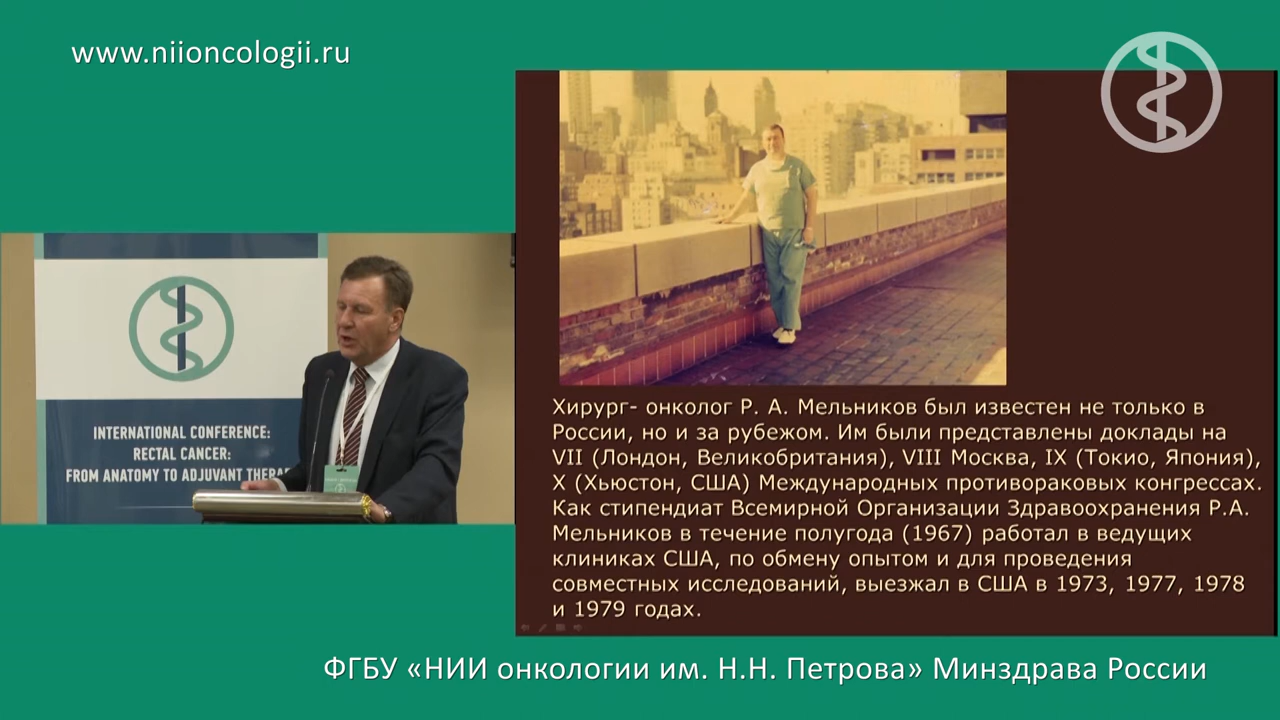 www.niioncologii.ru
INTERNATIONAL CONFERENCE:
RECTAL CANCER:
FROM ANATOMY TO ADJUVANT
Хирург- онколог Р. А. Мельников был известен не только в
России, но и за рубежом. Им были представлены доклады на
VII (Лондон, Великобритания), VIII Москва, IX (Токио, Япония),
X (Хьюстон, США) Международных противораковых конгрессах.
Как стипендиат Всемирной Организации Здравоохранения Р.А.
Мельников в течение полугода (1967) работал в ведущих
клиниках США, по обмену опытом и для проведения
совместных исследований, выезжал в США в 1973, 1977, 1978
и 1979 годах.
ФГБУ «НИИ онкологии им. Н.Н. Петрова» Минздрава России